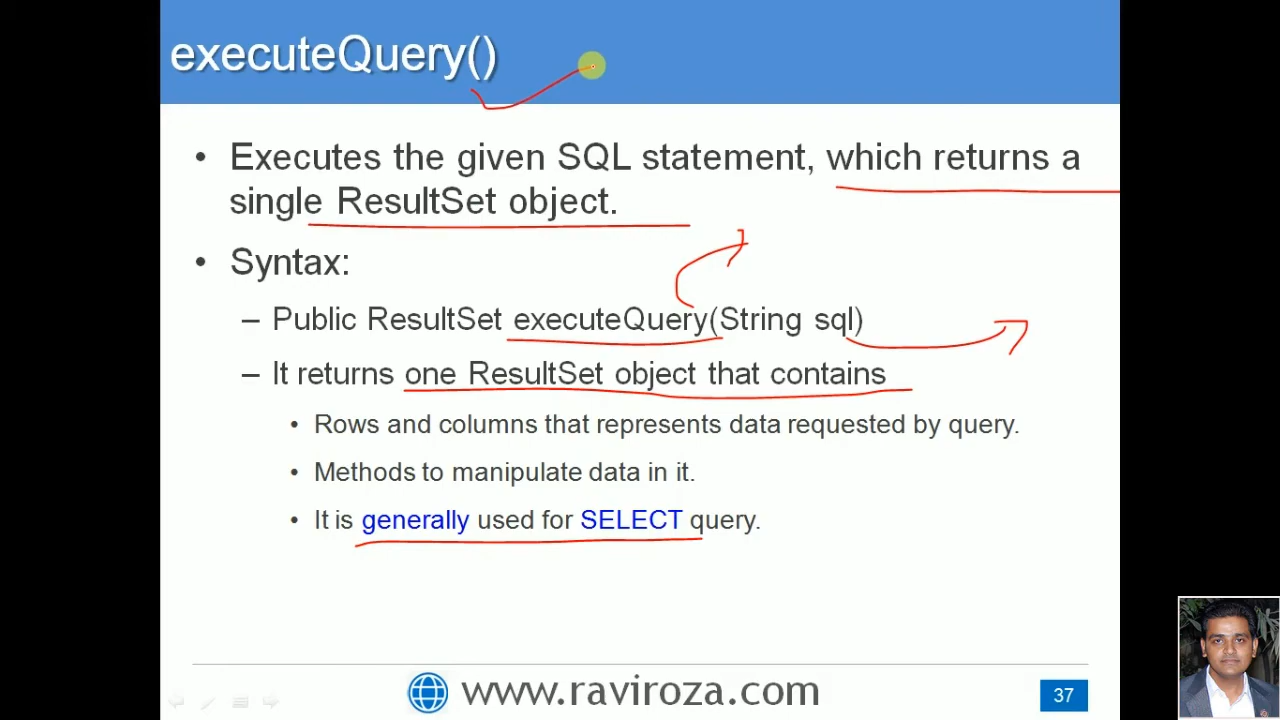 executeQuery()
• Executes the given SQL statement, which returns a
single ResultSet object.
• Syntax:
– Public ResultSet executeQuery(String sql)
– It returns one ResultSet object that contains
• Rows and columns that represents data requested by query.
• Methods to manipulate data in it.
• It is generally used for SELECT query.
www.raviroza.com
37